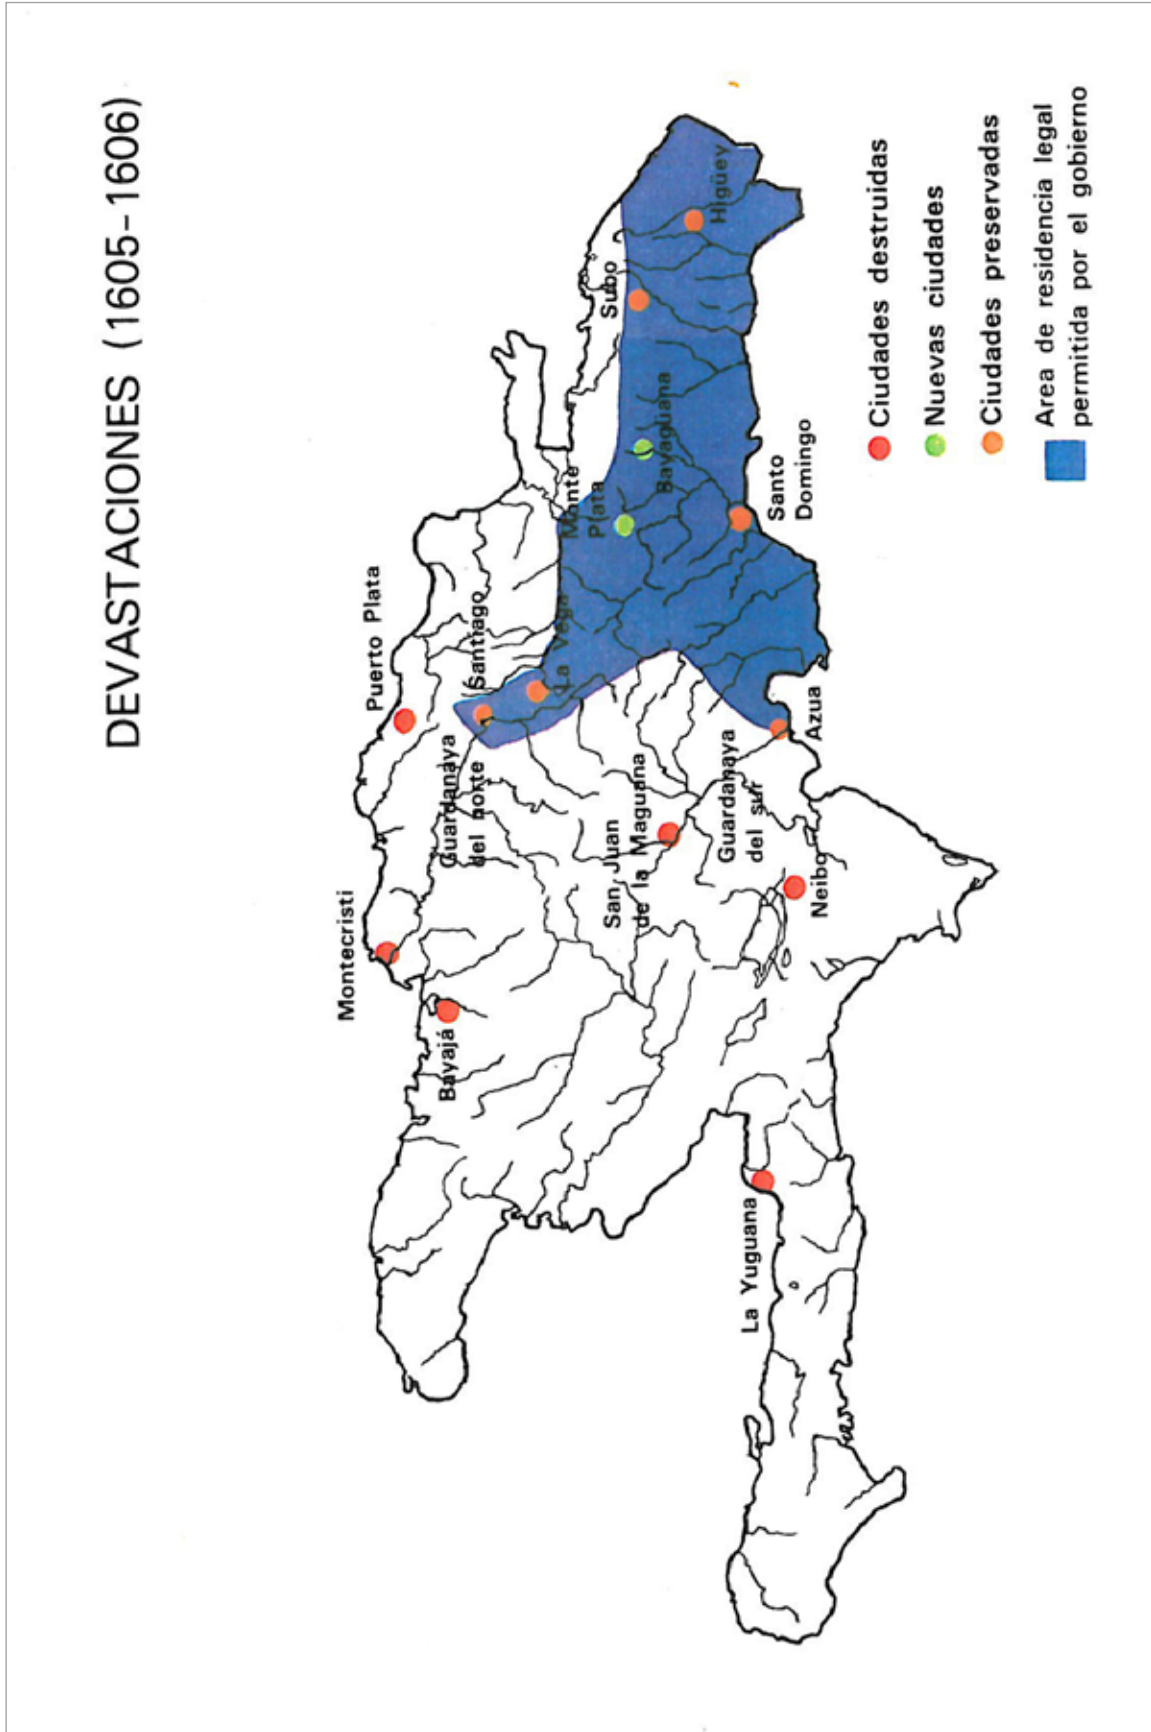 DEVASTACIONES (1605-1606)
Montecristi
Puerto Plata
Bayajá
Guardanaya
del norte
Santiago
La Vega
Monte
Plata
Bayagüana
Subo
Higüey
San Juan
de la Maguana
Guardanaya
del sur
Neibo
Azua
Santo
Domingo
La Yuguana
Ciudades destruidas
Nuevas ciudades
Ciudades preservadas
Area de residencia legal
permitida por el gobierno